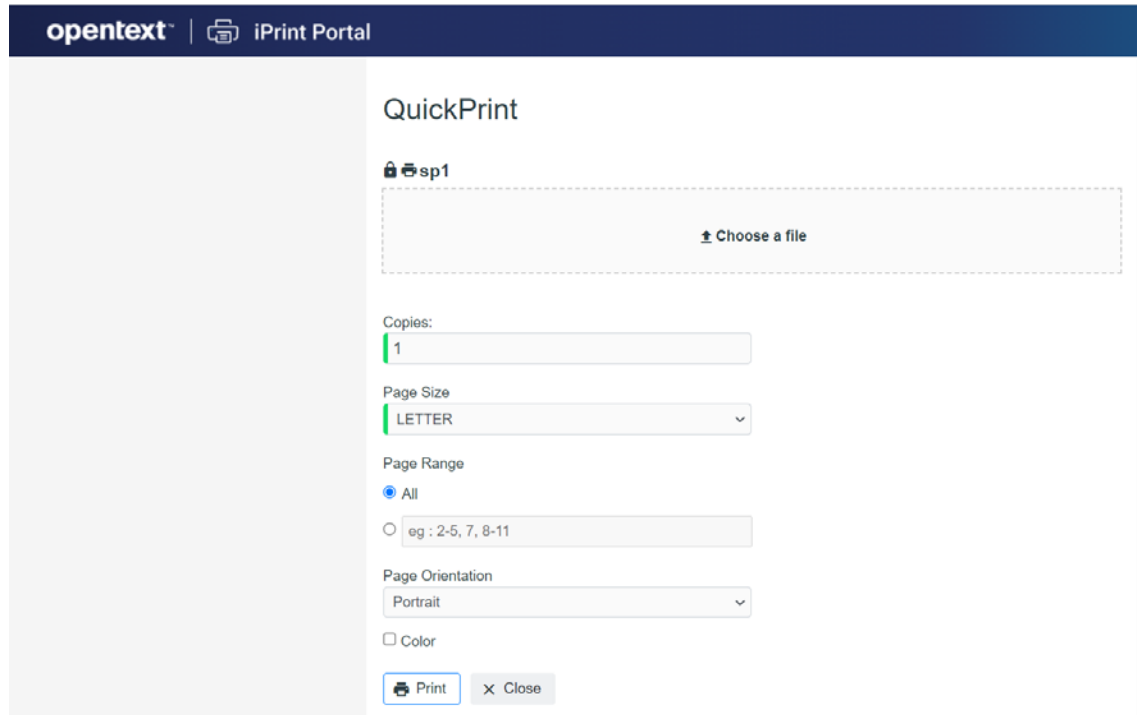 opentext™ | iPrint Portal
QuickPrint
sp1
Choose a file
Copies:
1
Page Size
LETTER
Page Range
All
eg : 2-5, 7, 8-11
Page Orientation
Portrait
Color
Print Close